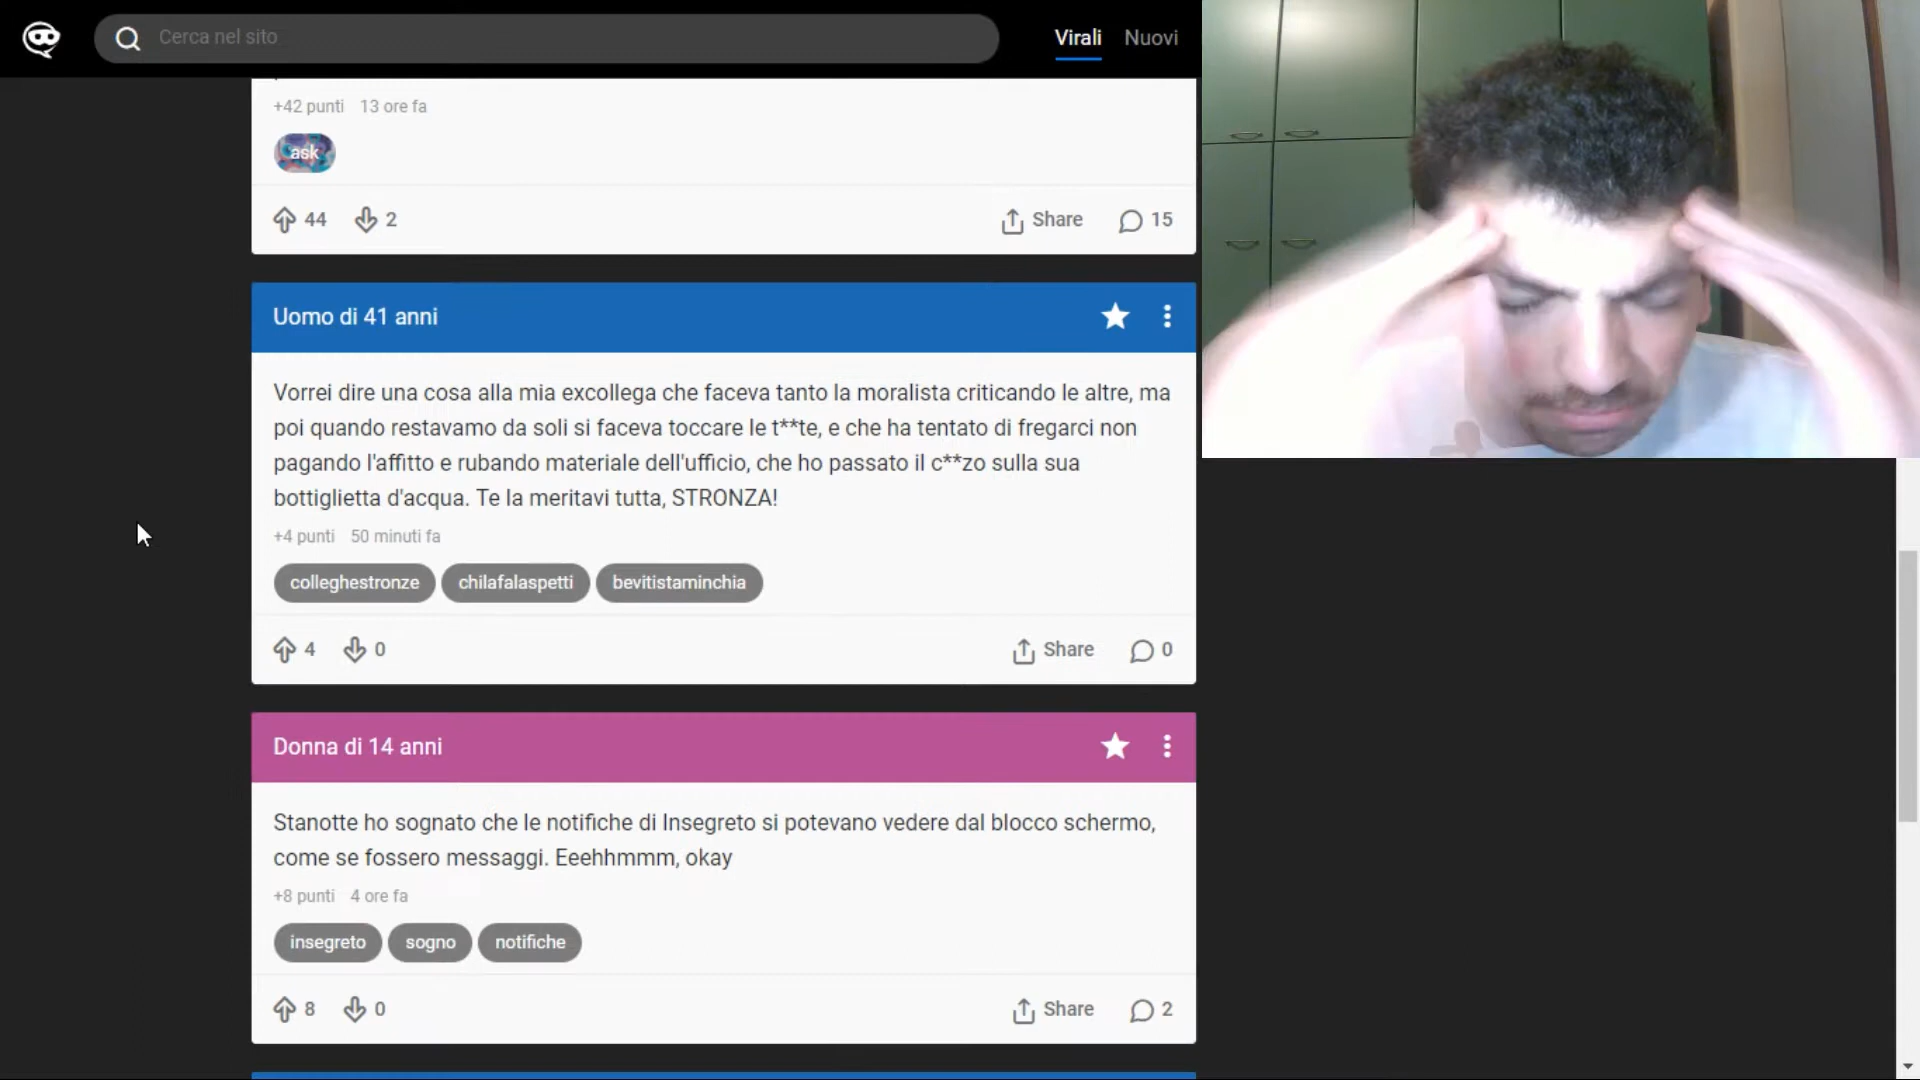 Cerca nel sito
Virali
Nuovi
+42 punti 13 ore fa
ask
44 2 Share 15
Uomo di 41 anni
Vorrei dire una cosa alla mia excollega che faceva tanto la moralista criticando le altre, ma
poi quando restavamo da soli si faceva toccare le t**te, e che ha tentato di fregarci non
pagando l'affitto e rubando materiale dell'ufficio, che ho passato il c**zo sulla sua
bottiglietta d'acqua. Te la meritavi tutta, STRONZA!
+4 punti 50 minuti fa
colleghestronze chilafalaspetti bevitistaminchia
4 0 Share 0
Donna di 14 anni
Stanotte ho sognato che le notifiche di Insegreto si potevano vedere dal blocco schermo,
come se fossero messaggi. Eeehhmmm, okay
+8 punti 4 ore fa
insegreto sogno notifiche
8 0 Share 2